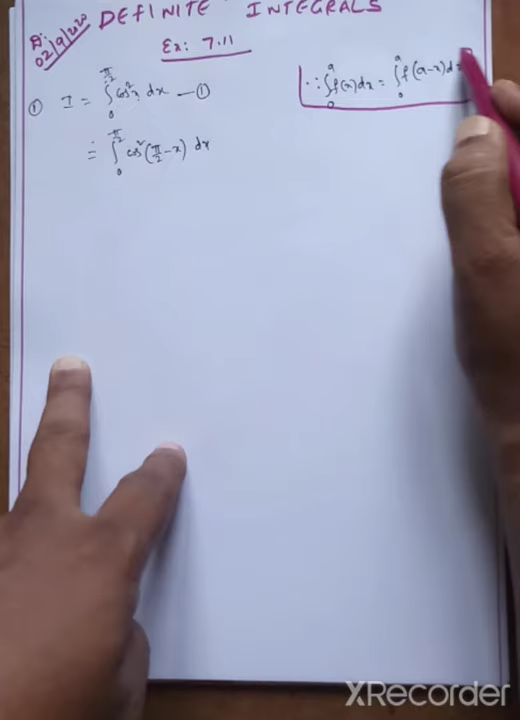 D: 02/9/2020
DEFINITE INTEGRALS
Ex: 7.11
① I = ∫₀^(π/2) cos²x dx — ①
∵ ∫₀^a f(x)dx = ∫₀^a f(a-x)dx
= ∫₀^(π/2) cos²(π/2 - x) dx
XRecorder